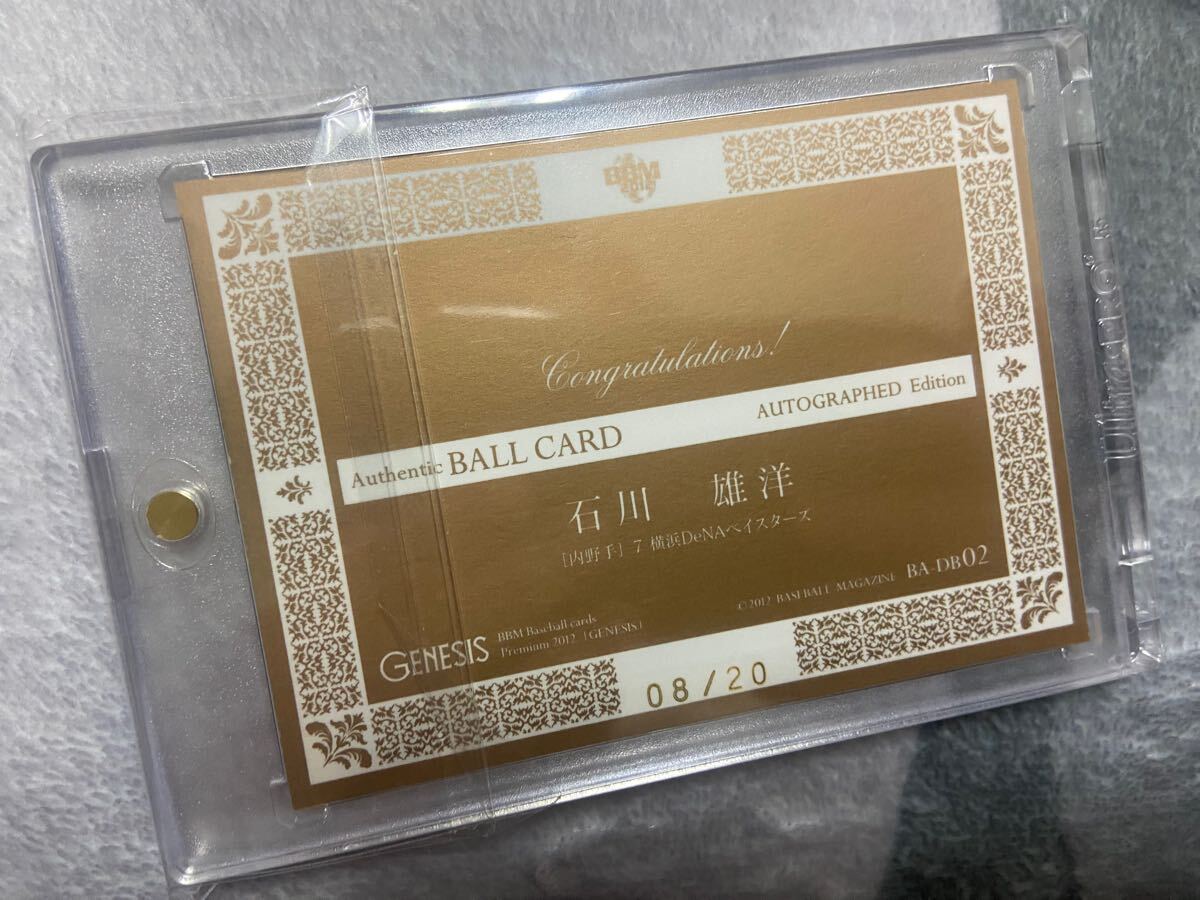 BBM
Congratulations!
Authentic BALL CARD AUTOGRAPHED Edition
石川 雄洋
[内野手] 7 横浜DeNAベイスターズ
©2012 BASEBALL MAGAZINE BA-DB02
GENESIS
BBM Baseball cards
Premium 2012「GENESIS」
08/20
Ultra PRO